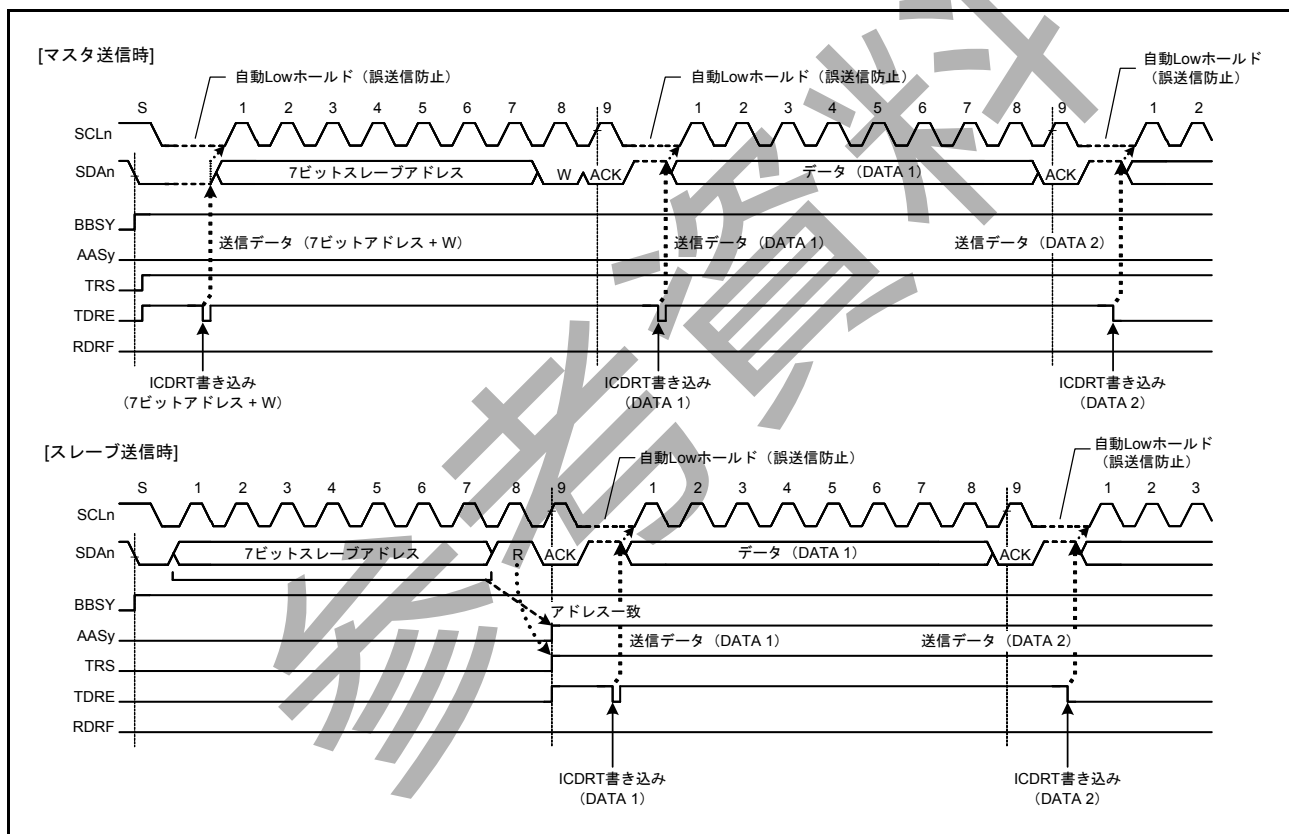 [マスタ送信時]
自動Lowホールド（誤送信防止）
自動Lowホールド（誤送信防止）
自動Lowホールド
（誤送信防止）
S 1 2 3 4 5 6 7 8 9 1 2 3 4 5 6 7 8 9 1 2
SCLn
SDAn 7ビットスレーブアドレス W ACK データ（DATA 1） ACK
BBSY
送信データ（7ビットアドレス + W） 送信データ（DATA 1） 送信データ（DATA 2）
AASy
TRS
TDRE
RDRF
ICDRT書き込み
（7ビットアドレス + W）
ICDRT書き込み
（DATA 1）
ICDRT書き込み
（DATA 2）
[スレーブ送信時]
自動Lowホールド（誤送信防止）
自動Lowホールド
（誤送信防止）
S 1 2 3 4 5 6 7 8 9 1 2 3 4 5 6 7 8 9 1 2 3
SCLn
SDAn 7ビットスレーブアドレス R ACK データ（DATA 1） ACK
BBSY
アドレス一致
AASy
送信データ（DATA 1） 送信データ（DATA 2）
TRS
TDRE
RDRF
ICDRT書き込み
（DATA 1）
ICDRT書き込み
（DATA 2）
参考資料